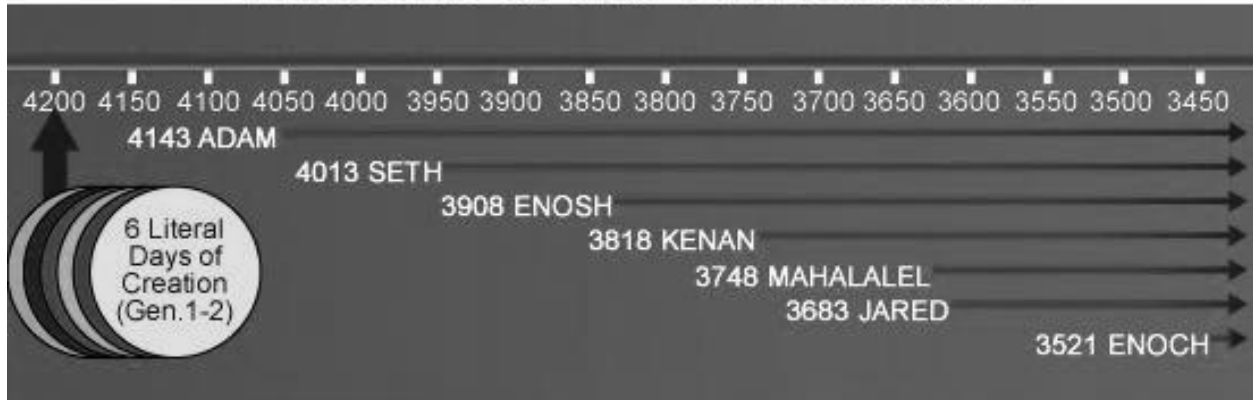 4200 4150 4100 4050 4000 3950 3900 3850 3800 3750 3700 3650 3600 3550 3500 3450
4143 ADAM
4013 SETH
3908 ENOSH
3818 KENAN
3748 MAHALALEL
3683 JARED
3521 ENOCH
6 Literal
Days of
Creation
(Gen.1-2)